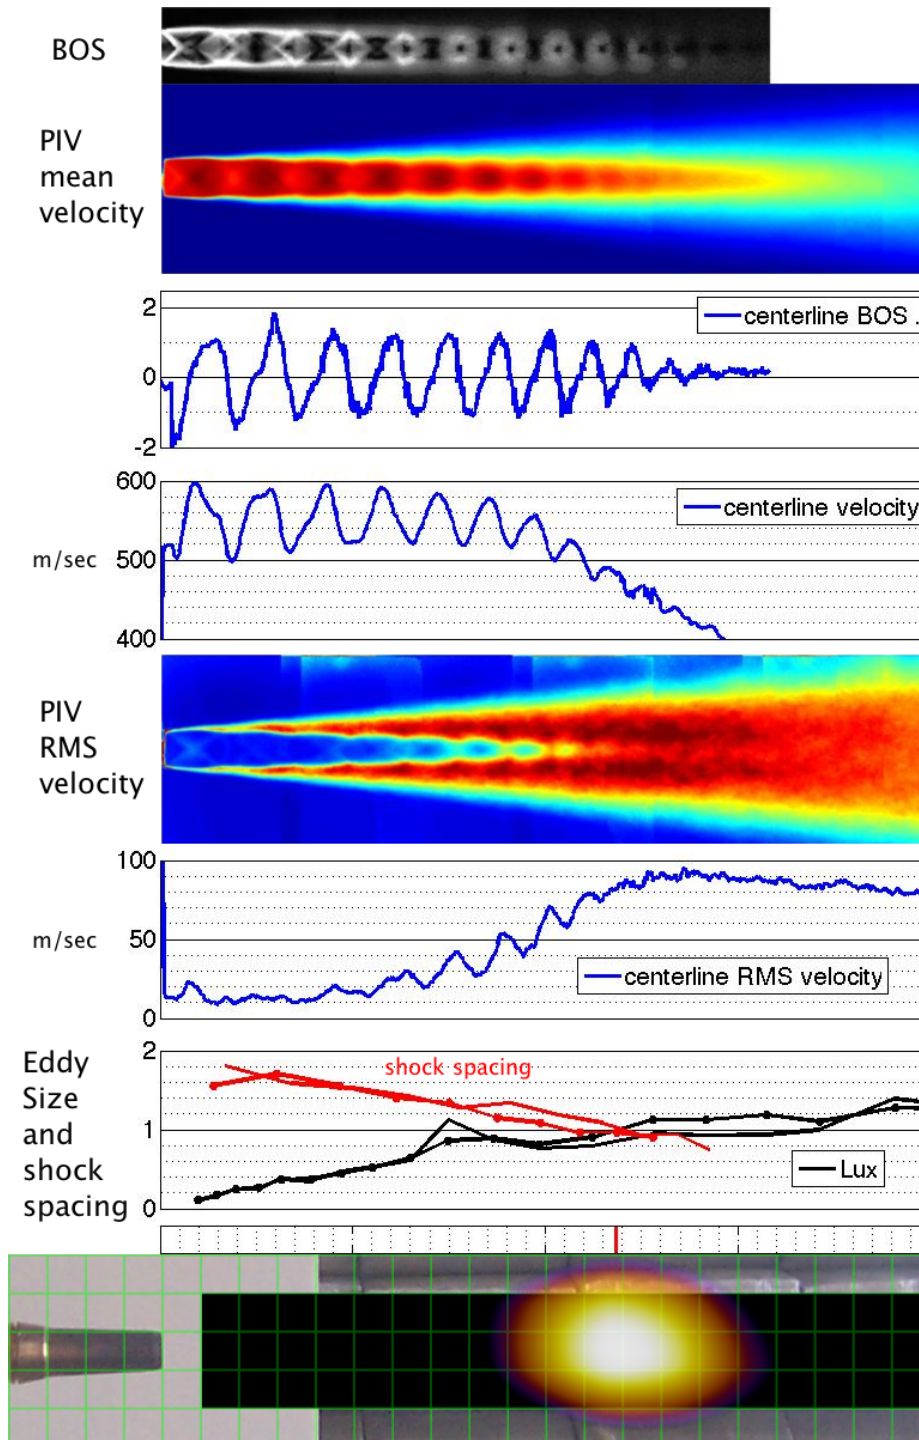 BOS
PIV
mean
velocity
2
0
-2
centerline BOS .
600
500
400
m/sec
centerline velocity
PIV
RMS
velocity
100
50
0
m/sec
centerline RMS velocity
Eddy
Size
and
shock
spacing
2
1
0
shock spacing
Lux